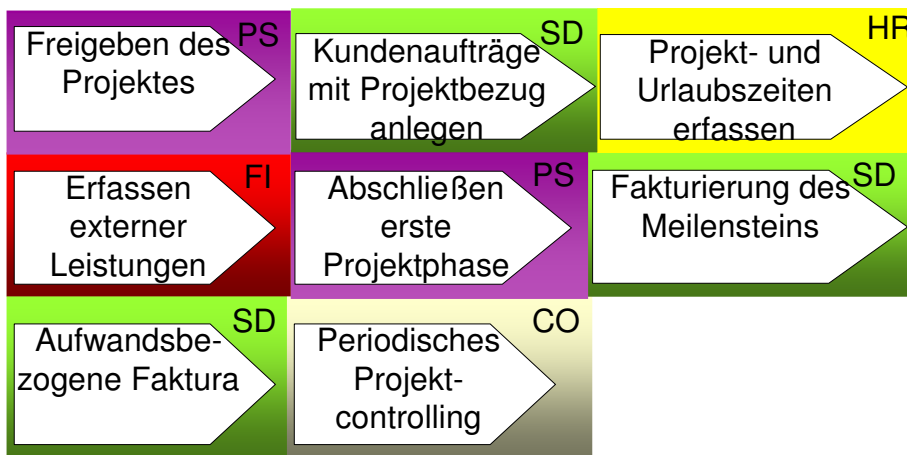 Freigeben des
Projektes
PS
Kundenaufträge
mit Projektbezug
anlegen
SD
Projekt- und
Urlaubszeiten
erfassen
HR
Erfassen
externer
Leistungen
FI
Abschließen
erste
Projektphase
PS
Fakturierung des
Meilensteins
SD
Aufwandsbe-
zogene Faktura
SD
Periodisches
Projekt-
controlling
CO